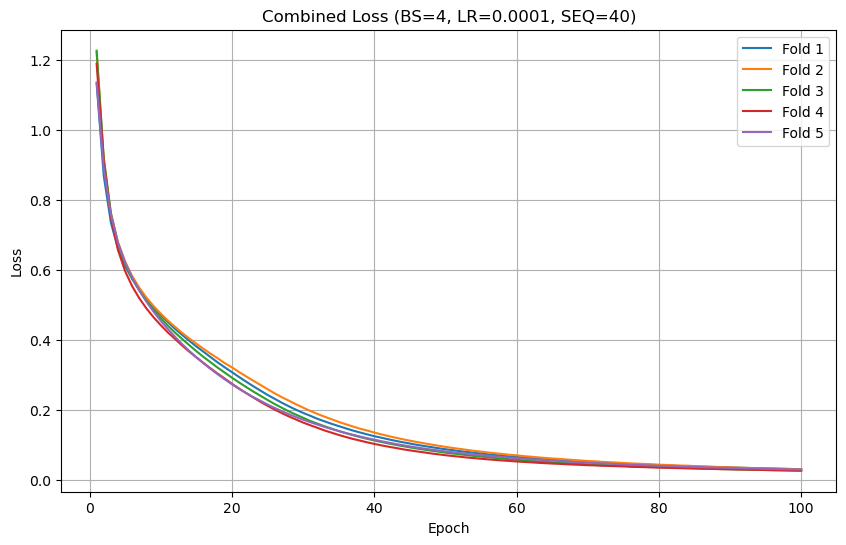 Combined Loss (BS=4, LR=0.0001, SEQ=40)
Fold 1
Fold 2
Fold 3
Fold 4
Fold 5
Loss
1.2
1.0
0.8
0.6
0.4
0.2
0.0
0 20 40 60 80 100
Epoch